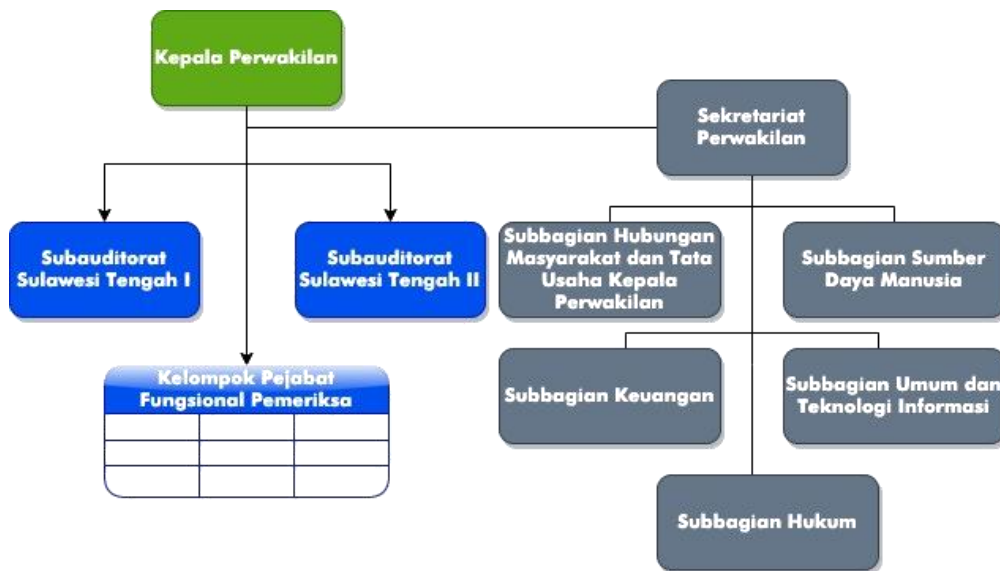 Kepala Perwakilan
Sekretariat
Perwakilan
Subauditorat
Sulawesi Tengah I
Subauditorat
Sulawesi Tengah II
Subbagian Hubungan
Masyarakat dan Tata
Usaha Kepala
Perwakilan
Subbagian Sumber
Daya Manusia
Kelompok Pejabat
Fungsional Pemeriksa
Subbagian Keuangan
Subbagian Umum dan
Teknologi Informasi
Subbagian Hukum